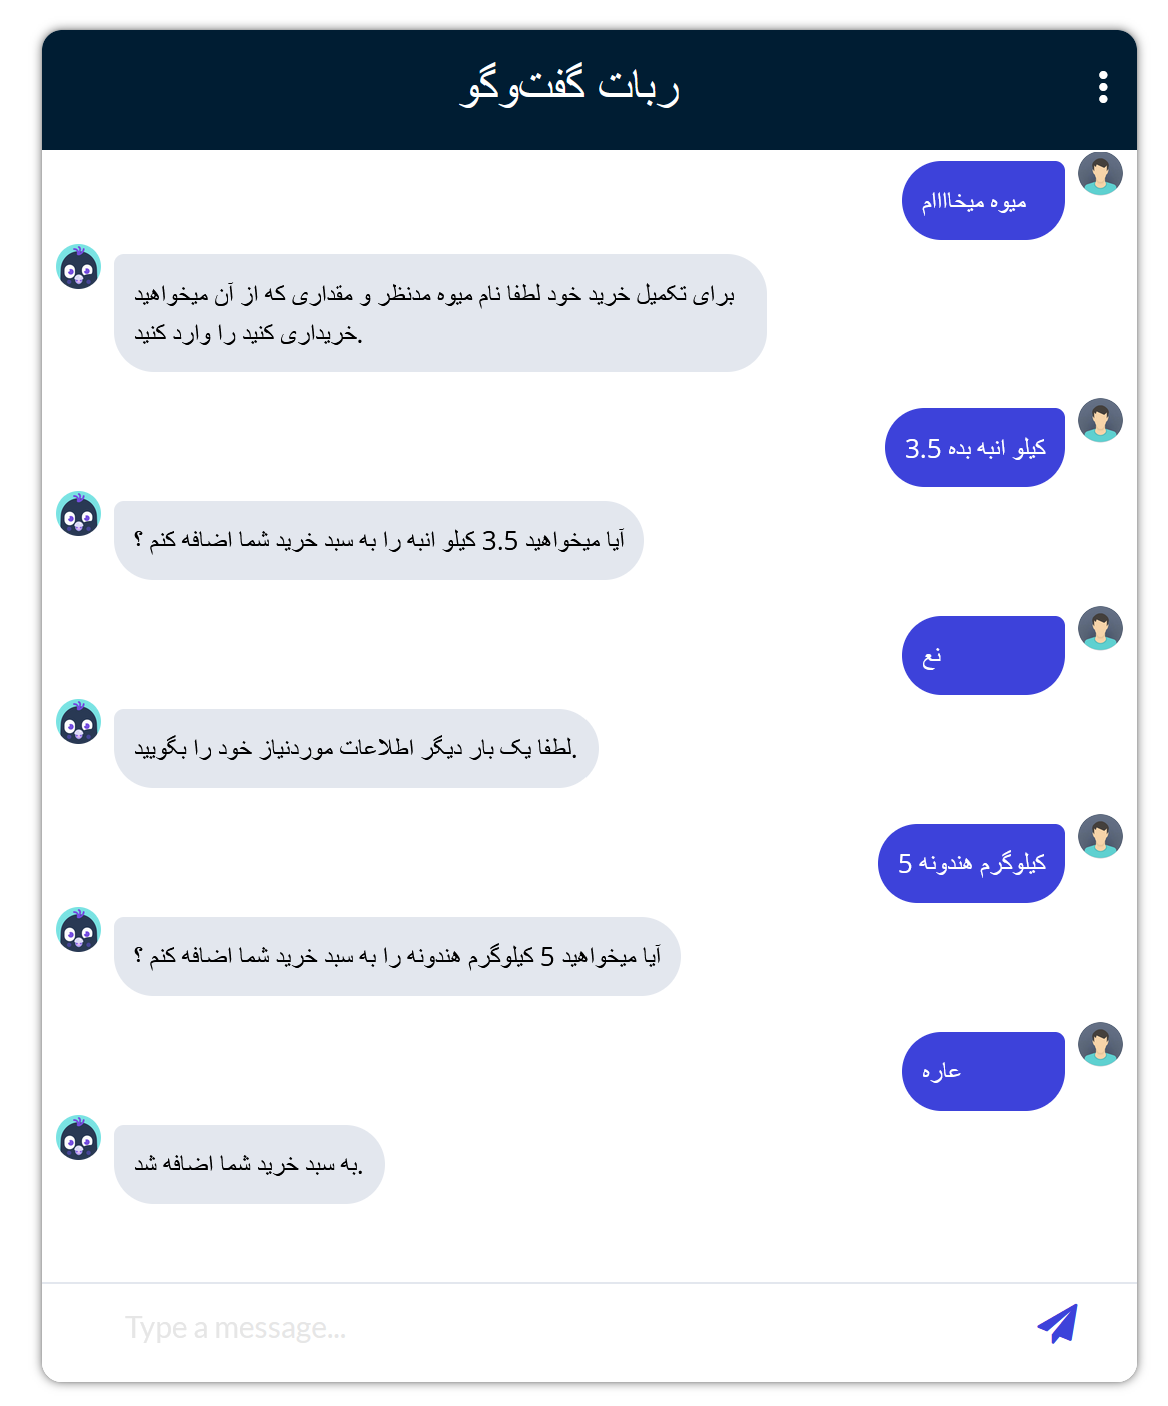 ربات گفت‌وگو
میوه میخااااام
برای تکمیل خرید خود لطفا نام میوه مدنظر و مقداری که از آن میخواهید
خریداری کنید را وارد کنید.
3.5 کیلو انبه بده
آیا میخواهید 3.5 کیلو انبه را به سبد خرید شما اضافه کنم ؟
نع
لطفا یک بار دیگر اطلاعات موردنیاز خود را بگویید.
5 کیلوگرم هندونه
آیا میخواهید 5 کیلوگرم هندونه را به سبد خرید شما اضافه کنم ؟
عاره
به سبد خرید شما اضافه شد.
Type a message...